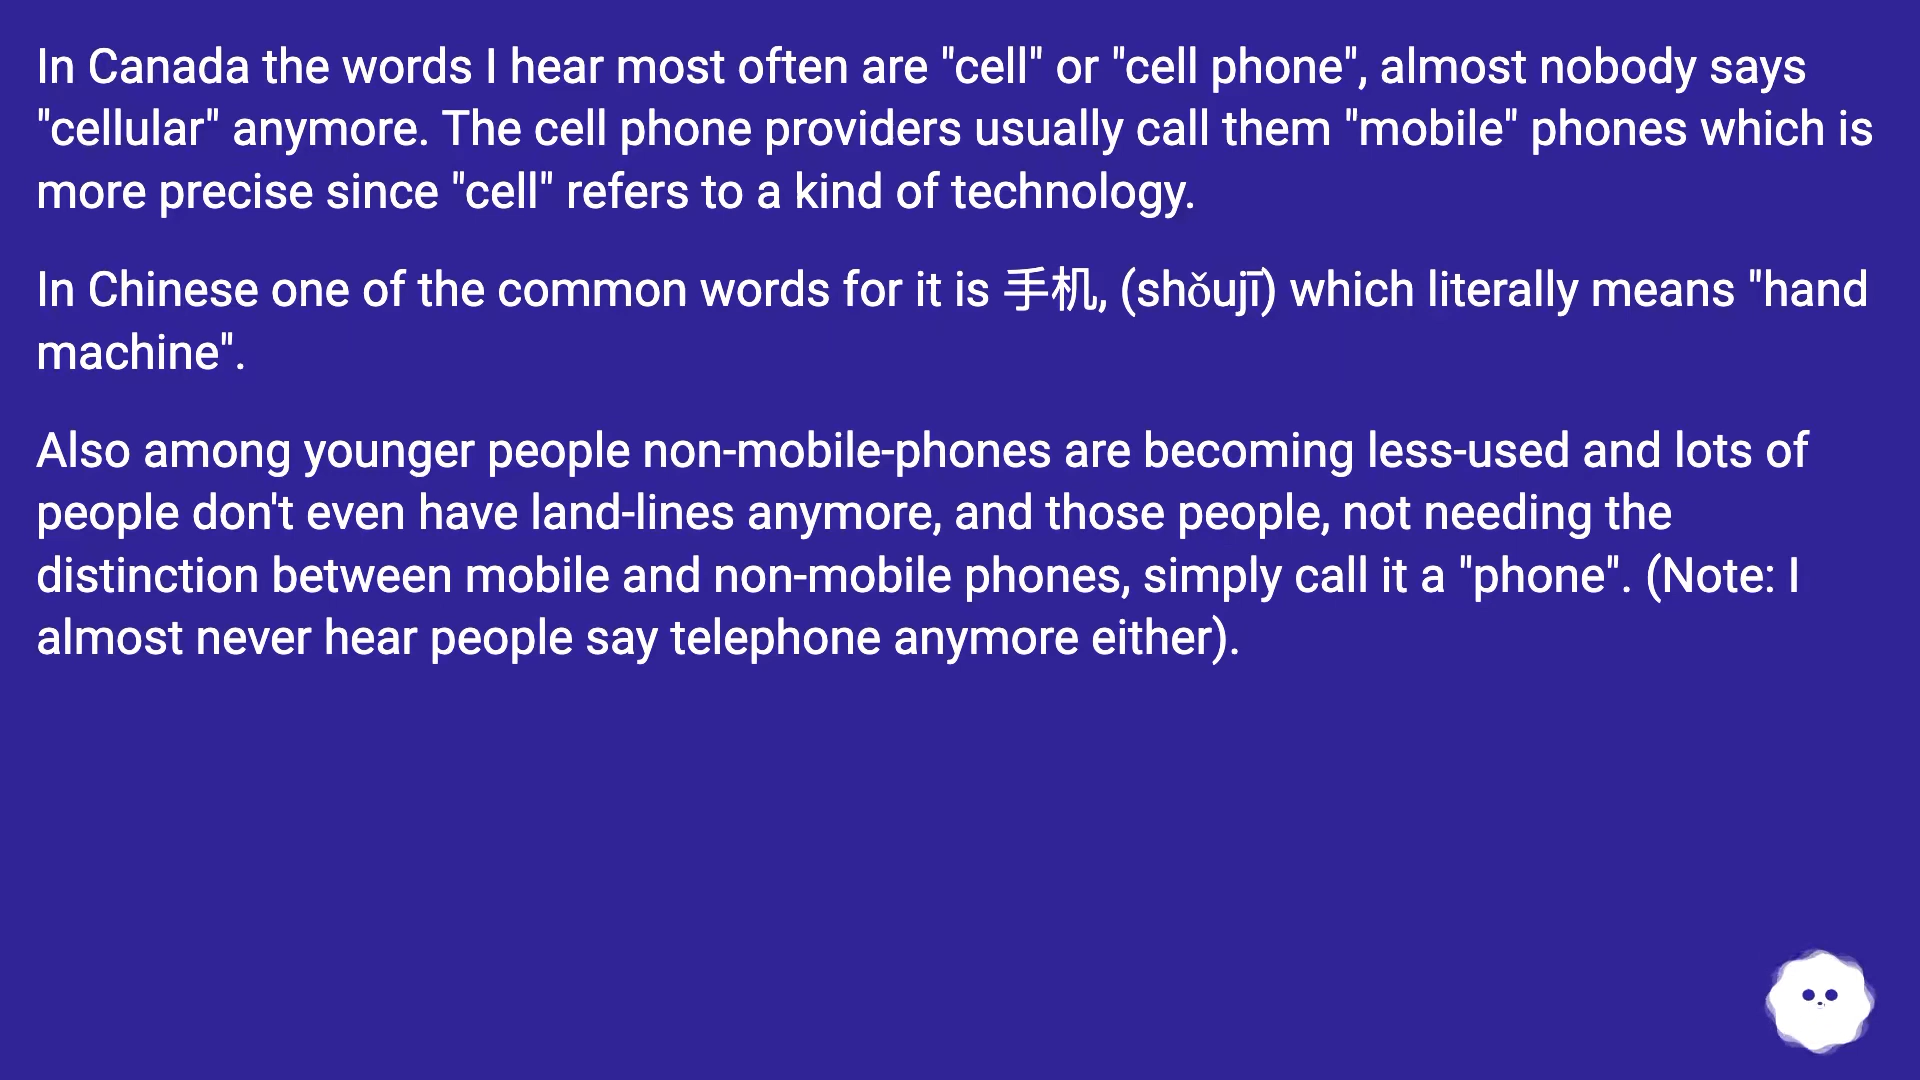 In Canada the words I hear most often are "cell" or "cell phone", almost nobody says
"cellular" anymore. The cell phone providers usually call them "mobile" phones which is
more precise since "cell" refers to a kind of technology.
In Chinese one of the common words for it is 手机, (shǒujī) which literally means "hand
machine".
Also among younger people non-mobile-phones are becoming less-used and lots of
people don't even have land-lines anymore, and those people, not needing the
distinction between mobile and non-mobile phones, simply call it a "phone". (Note: I
almost never hear people say telephone anymore either).